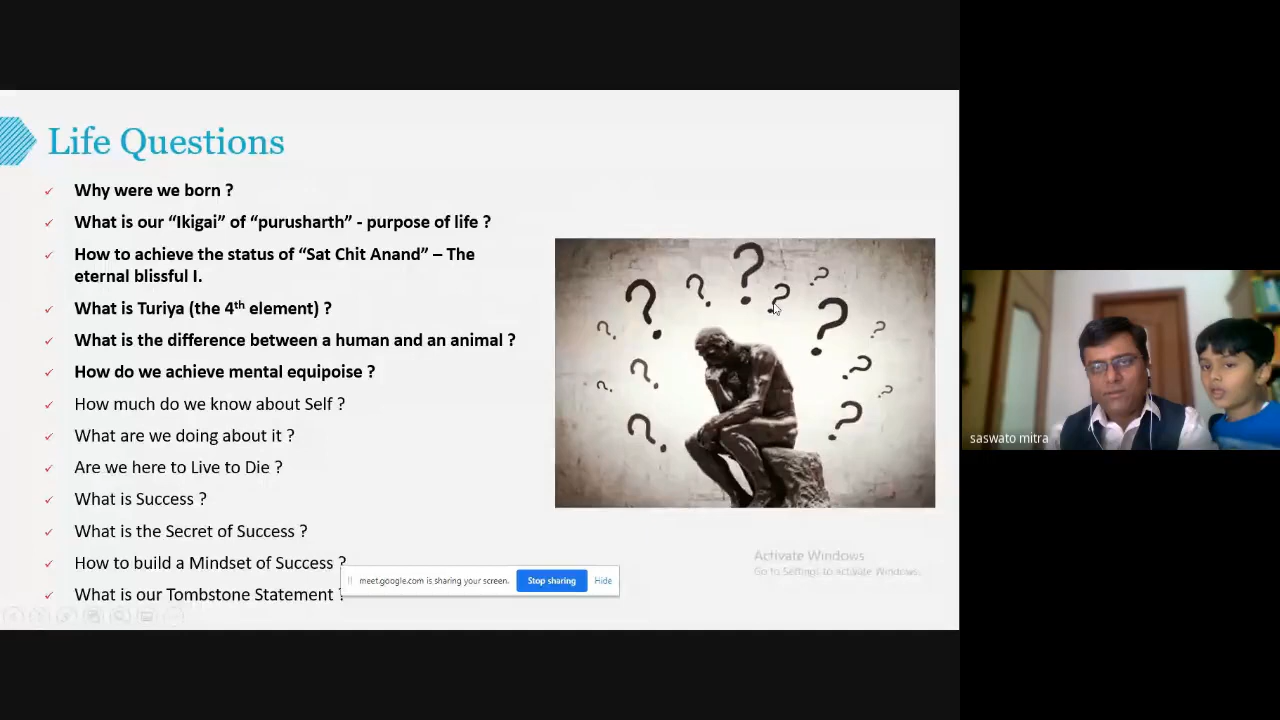 Life Questions
Why were we born ?
What is our “Ikigai” of “purusharth” - purpose of life ?
How to achieve the status of “Sat Chit Anand” – The
eternal blissful I.
What is Turiya (the 4th element) ?
What is the difference between a human and an animal ?
How do we achieve mental equipoise ?
How much do we know about Self ?
What are we doing about it ?
Are we here to Live to Die ?
What is Success ?
What is the Secret of Success ?
How to build a Mindset of Success ?
What is our Tombstone Statement ?
meet.google.com is sharing your screen.
Stop sharing
Hide
Activate Windows
Go to Settings to activate Windows.
saswato mitra